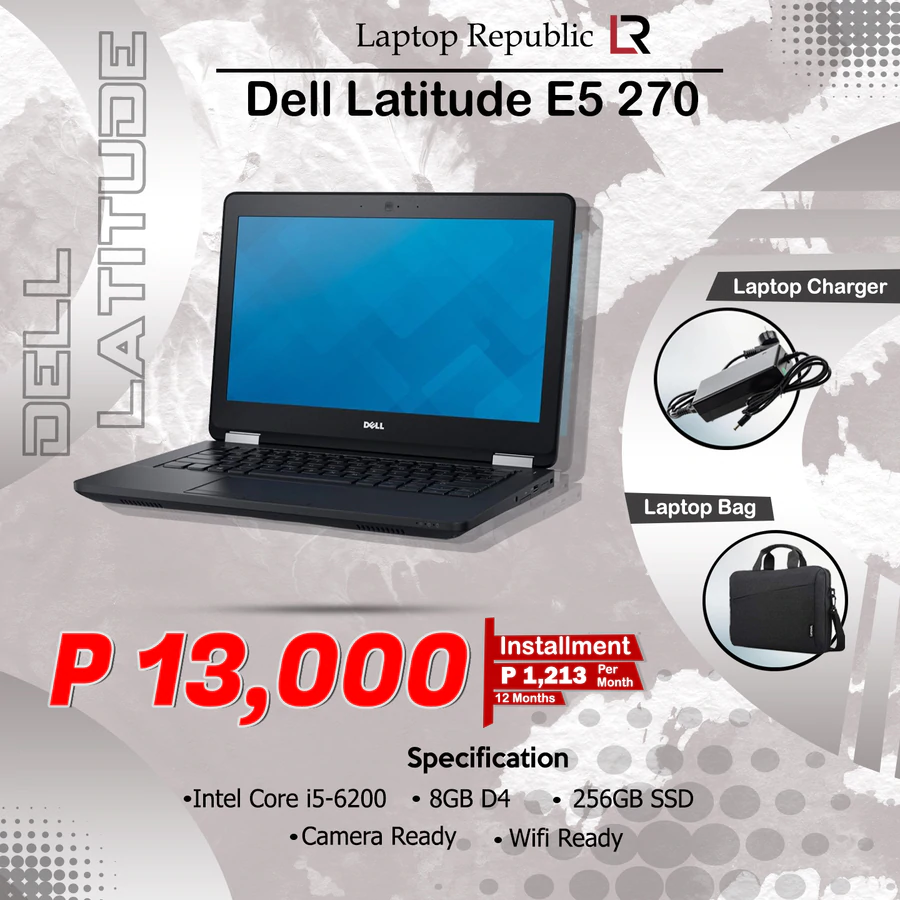 Laptop Republic LR
Dell Latitude E5 270
DELL
LATITUDE
DELL
Laptop Charger
Laptop Bag
P 13,000
Installment
P 1,213 Per Month
12 Months
Specification
•Intel Core i5-6200 • 8GB D4 • 256GB SSD
•Camera Ready • Wifi Ready